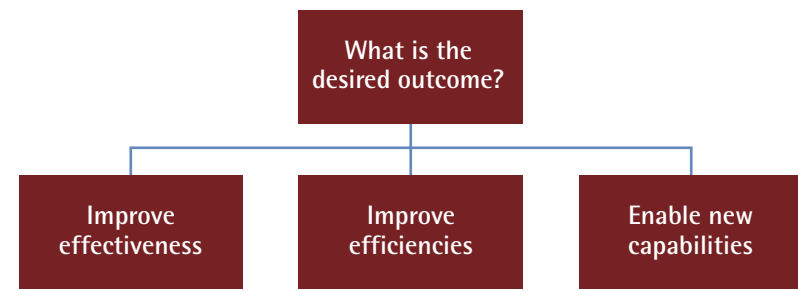 What is the
desired outcome?
Improve
effectiveness
Improve
efficiencies
Enable new
capabilities